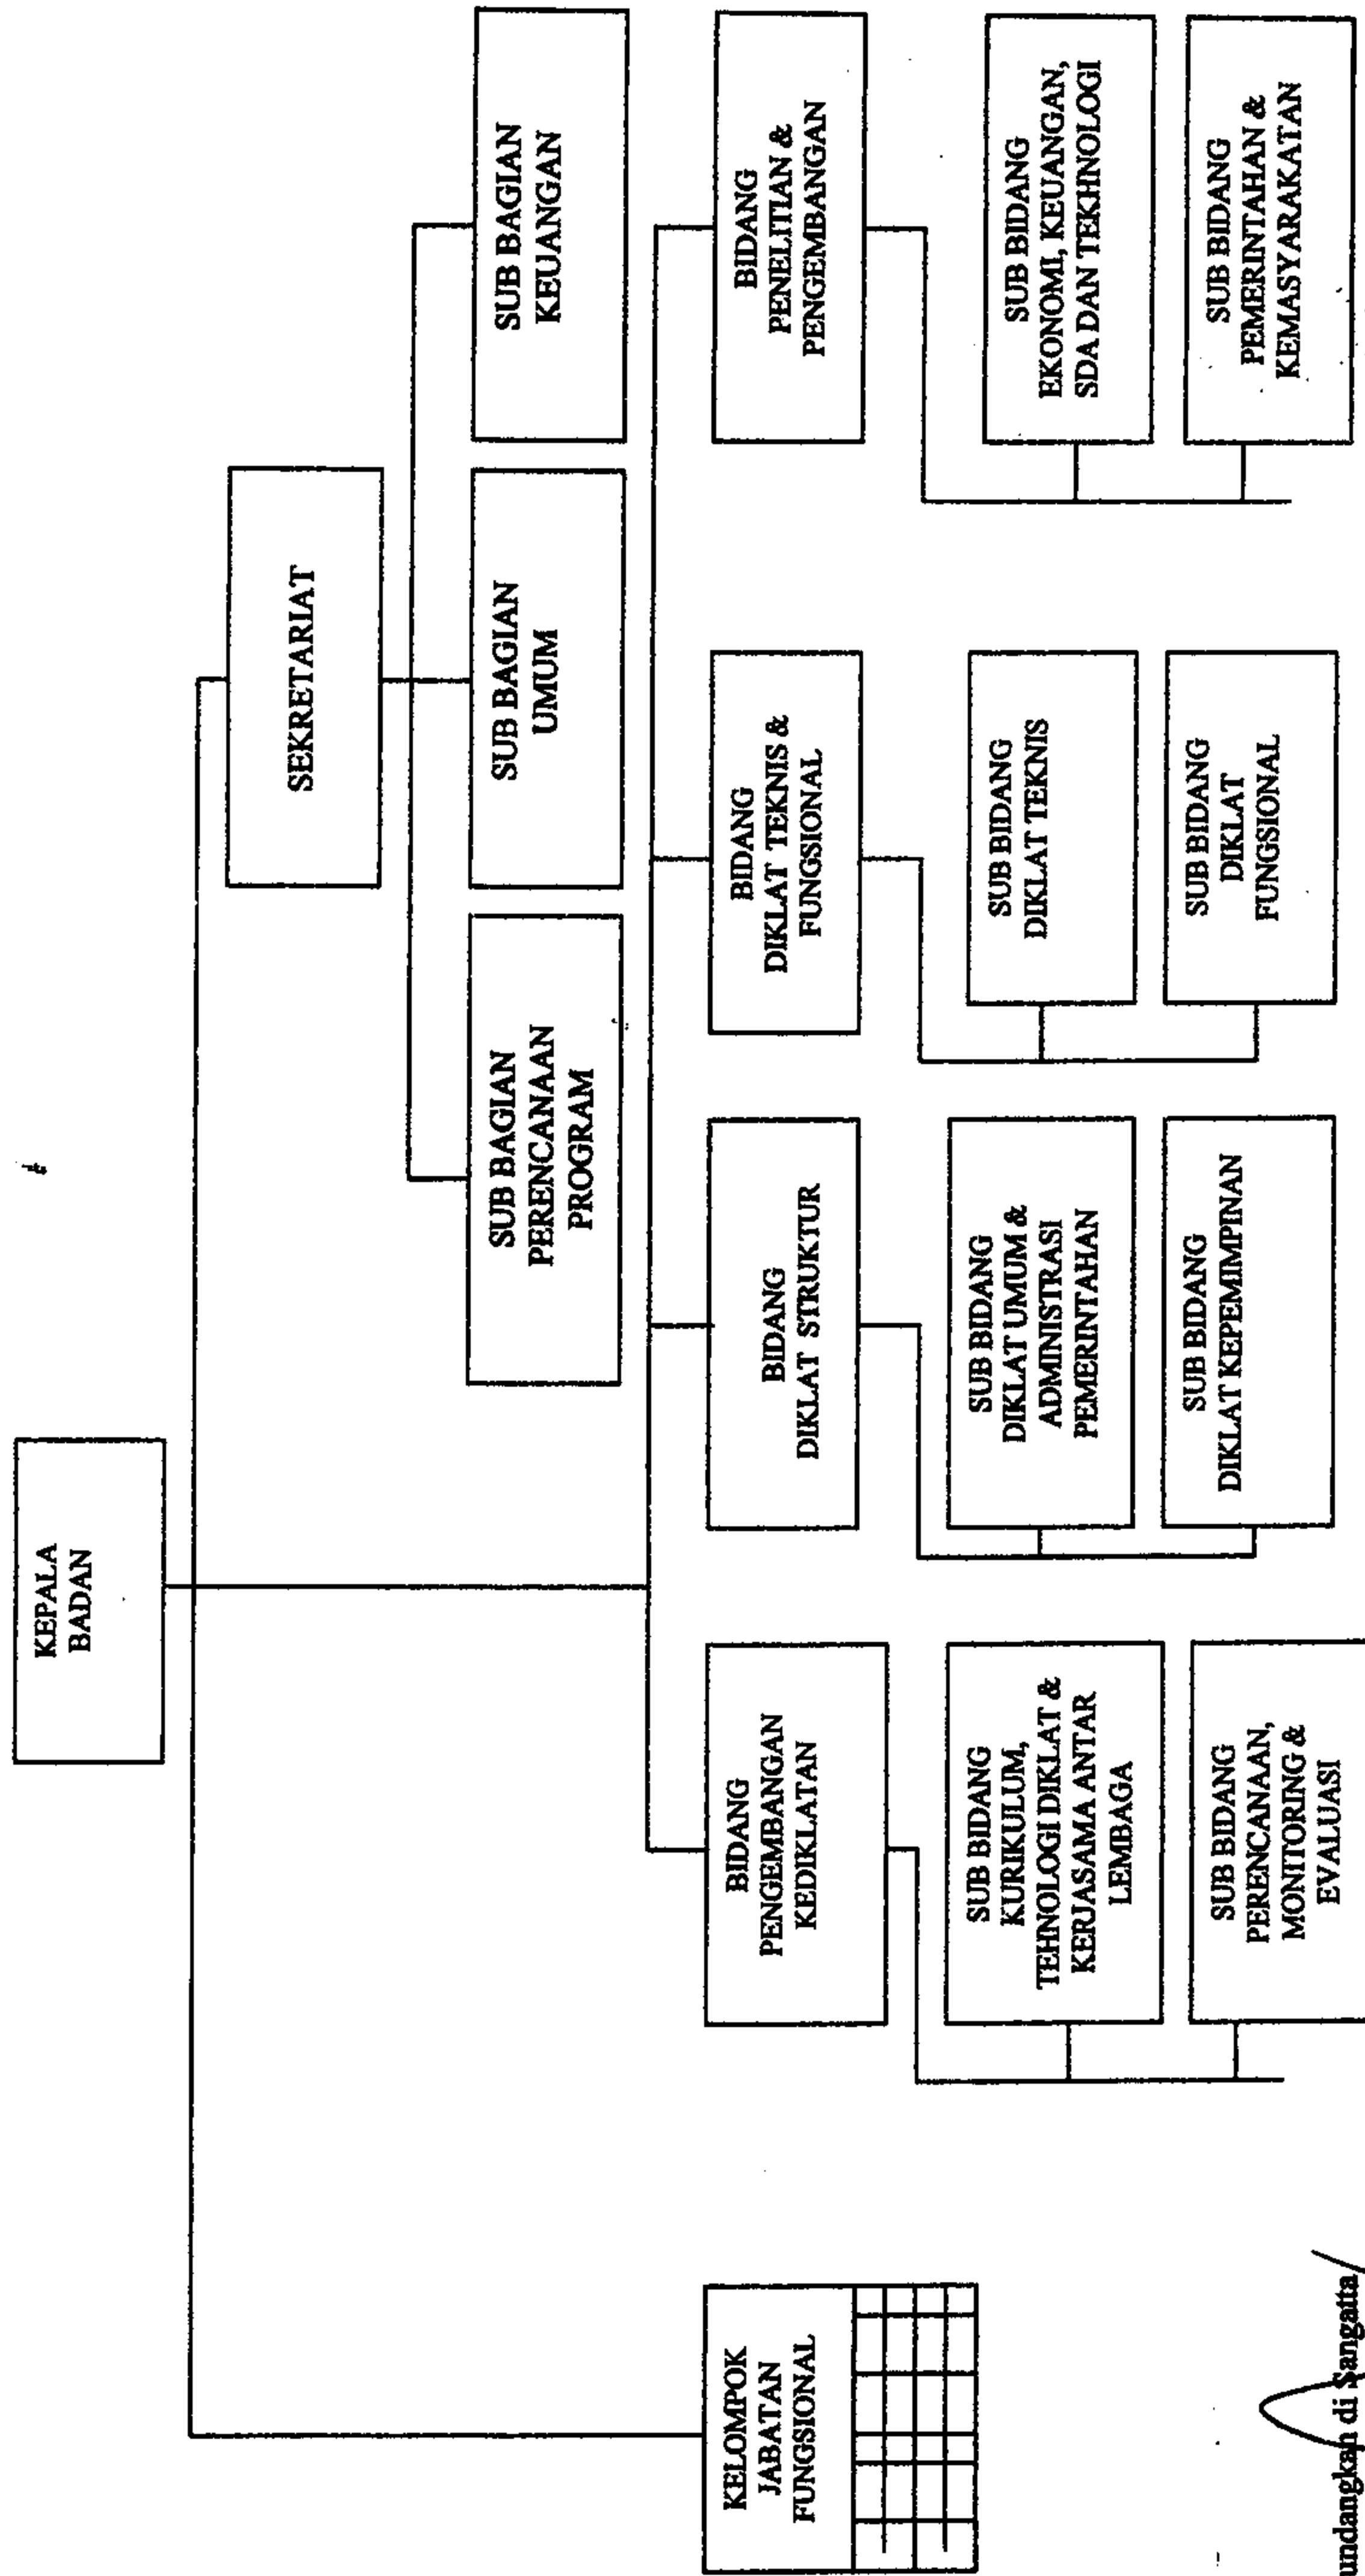 KEPALA
BADAN
SEKRETARIAT
SUB BAGIAN
PERENCANAAN
PROGRAM
SUB BAGIAN
UMUM
SUB BAGIAN
KEUANGAN
KELOMPOK
JABATAN
FUNGSIONAL
BIDANG
PENGEMBANGAN
KEDIKLATAN
BIDANG
DIKLAT STRUKTUR
BIDANG
DIKLAT TEKNIS &
FUNGSIONAL
BIDANG
PENELITIAN &
PENGEMBANGAN
SUB BIDANG
KURIKULUM,
TEHNOLOGI DIKLAT &
KERJASAMA ANTAR
LEMBAGA
SUB BIDANG
DIKLAT UMUM &
ADMINISTRASI
PEMERINTAHAN
SUB BIDANG
DIKLAT TEKNIS
SUB BIDANG
EKONOMI, KEUANGAN,
SDA DAN TEKHNOLOGI
SUB BIDANG
PERENCANAAN,
MONITORING &
EVALUASI
SUB BIDANG
DIKLAT KEPEMIMPINAN
SUB BIDANG
DIKLAT
FUNGSIONAL
SUB BIDANG
PEMERINTAHAN &
KEMASYARAKATAN
undangkan di Sangatta